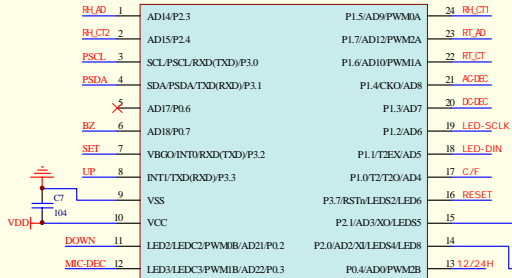 RH_AD 1 AD14/P2.3 P1.5/AD9/PWM0A 24 RH_CT1
RH_CT2 2 AD15/P2.4 P1.7/AD12/PWM2A 23 RT_AD
PSCL 3 SCL/PSCL/RXD(TXD)/P3.0 P1.6/AD10/PWM1A 22 RT_CT
PSDA 4 SDA/PSDA/TXD(RXD)/P3.1 P1.4/CKO/AD8 21 AC-DEC
5 AD17/P0.6 P1.3/AD7 20 DC-DEC
BZ 6 AD18/P0.7 P1.2/AD6 19 LED-SCLK
SET 7 VBGO/INT0/RXD(TXD)/P3.2 P1.1/T2EX/AD5 18 LED-DIN
UP 8 INT1/TXD(RXD)/P3.3 P1.0/T2/T2O/AD4 17 C/F
9 VSS P3.7/RSTn/LEDS2/LED6 16 RESET
C7
104
VDD 10 VCC P2.1/AD3/XO/LEDS5 15
DOWN 11 LED2/LEDC2/PWM0B/AD21/P0.2 P2.0/AD2/XI/LEDS4/LED8 14
MIC-DEC 12 LED3/LEDC3/PWM1B/AD22/P0.3 P0.4/AD0/PWM2B 13 12/24H